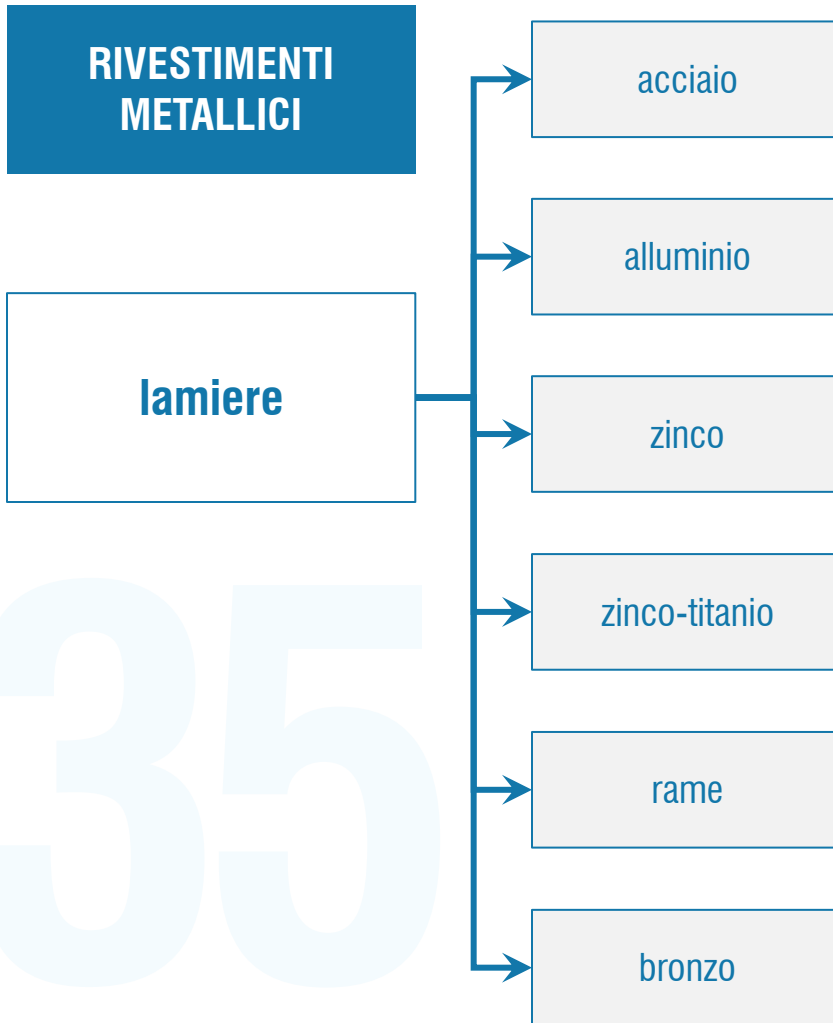 RIVESTIMENTI
METALLICI
lamiere
acciaio
alluminio
zinco
zinco-titanio
rame
bronzo
35